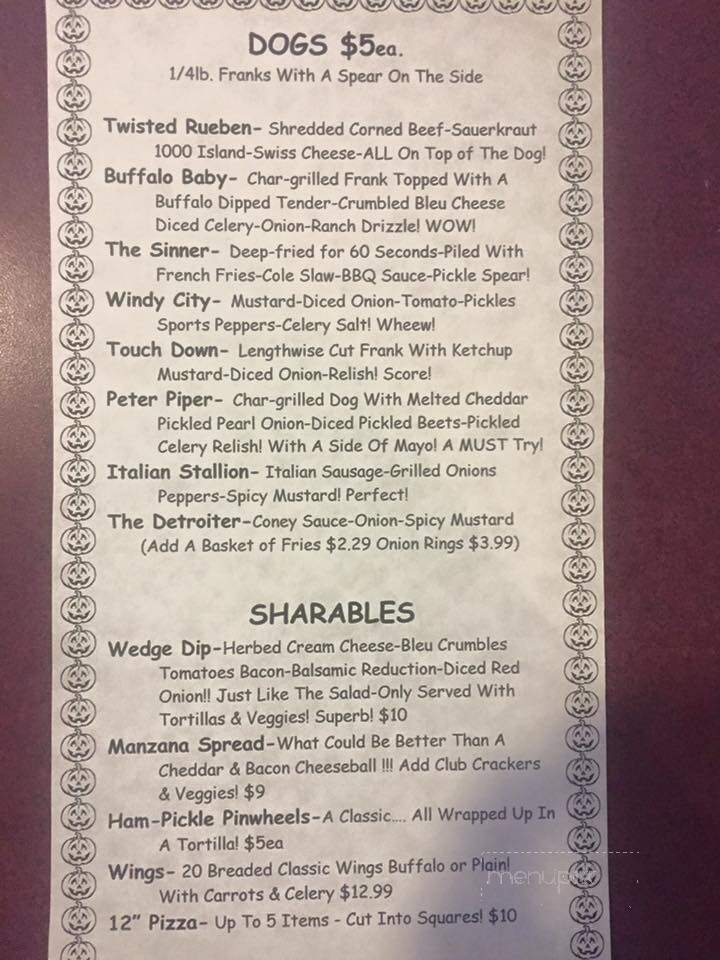 DOGS $5ea.
1/4lb. Franks With A Spear On The Side
Twisted Rueben- Shredded Corned Beef-Sauerkraut
1000 Island-Swiss Cheese-ALL On Top of The Dog!
Buffalo Baby- Char-grilled Frank Topped With A
Buffalo Dipped Tender-Crumbled Bleu Cheese
Diced Celery-Onion-Ranch Drizzle! WOW!
The Sinner- Deep-fried for 60 Seconds-Piled With
French Fries-Cole Slaw-BBQ Sauce-Pickle Spear!
Windy City- Mustard-Diced Onion-Tomato-Pickles
Sports Peppers-Celery Salt! Wheew!
Touch Down- Lengthwise Cut Frank With Ketchup
Mustard-Diced Onion-Relish! Score!
Peter Piper- Char-grilled Dog With Melted Cheddar
Pickled Pearl Onion-Diced Pickled Beets-Pickled
Celery Relish! With A Side Of Mayo! A MUST Try!
Italian Stallion- Italian Sausage-Grilled Onions
Peppers-Spicy Mustard! Perfect!
The Detroiter-Coney Sauce-Onion-Spicy Mustard
(Add A Basket of Fries $2.29 Onion Rings $3.99)
SHARABLES
Wedge Dip-Herbed Cream Cheese-Bleu Crumbles
Tomatoes Bacon-Balsamic Reduction-Diced Red
Onion!! Just Like The Salad-Only Served With
Tortillas & Veggies! Superb! $10
Manzana Spread-What Could Be Better Than A
Cheddar & Bacon Cheeseball !!! Add Club Crackers
& Veggies! $9
Ham-Pickle Pinwheels-A Classic.... All Wrapped Up In
A Tortilla! $5ea
Wings- 20 Breaded Classic Wings Buffalo or Plain!
With Carrots & Celery $12.99
12" Pizza- Up To 5 Items - Cut Into Squares! $10